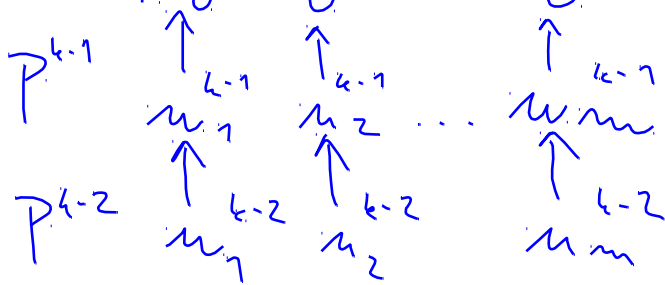 ↑ ↑ ↑
p^{k-1} u_1^{k-1} u_2^{k-1} ... u_m^{k-1}
↑ ↑ ↑
p^{k-2} u_1^{k-2} u_2^{k-2} u_m^{k-2}